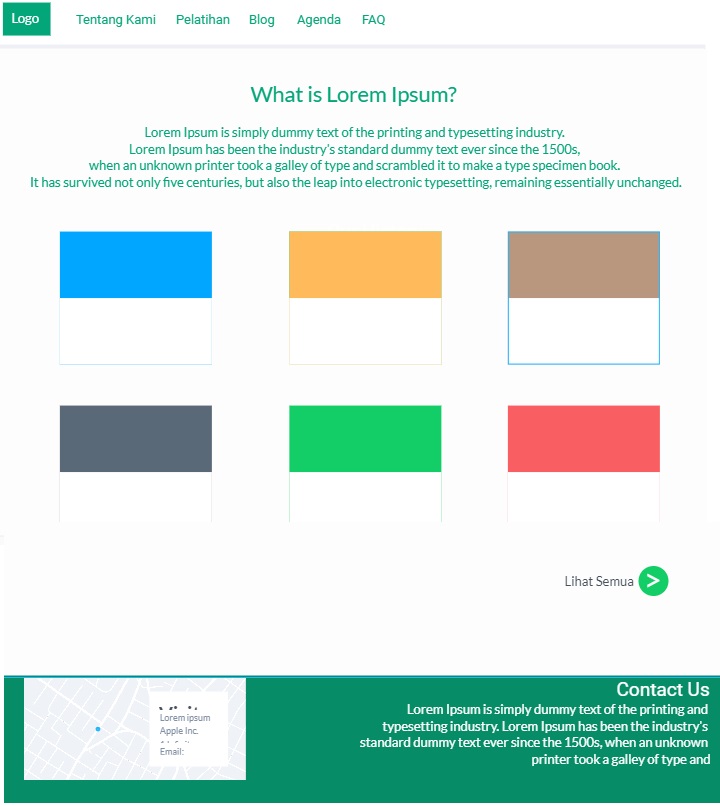 Logo
Tentang Kami
Pelatihan
Blog
Agenda
FAQ
What is Lorem Ipsum?
Lorem Ipsum is simply dummy text of the printing and typesetting industry.
Lorem Ipsum has been the industry's standard dummy text ever since the 1500s,
when an unknown printer took a galley of type and scrambled it to make a type specimen book.
It has survived not only five centuries, but also the leap into electronic typesetting, remaining essentially unchanged.
Lihat Semua
Lorem ipsum
Apple Inc.
Email:
Contact Us
Lorem Ipsum is simply dummy text of the printing and
typesetting industry. Lorem Ipsum has been the industry's
standard dummy text ever since the 1500s, when an unknown
printer took a galley of type and